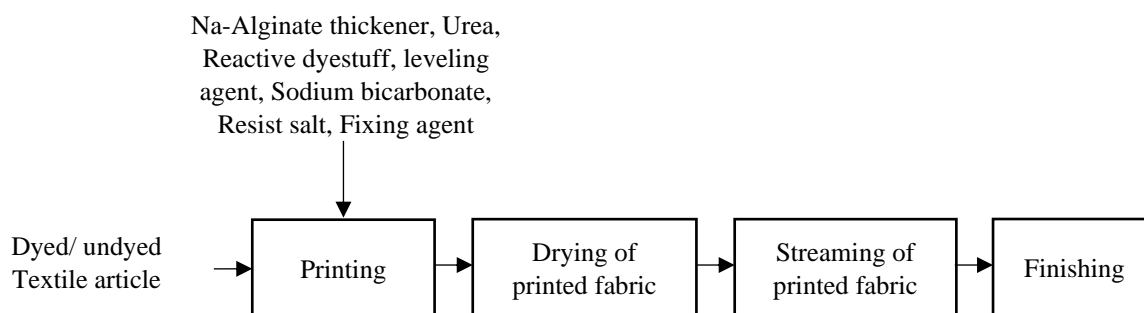 Na-Alginate thickener, Urea,
Reactive dyestuff, leveling
agent, Sodium bicarbonate,
Resist salt, Fixing agent
Dyed/ undyed
Textile article
Printing
Drying of
printed fabric
Streaming of
printed fabric
Finishing